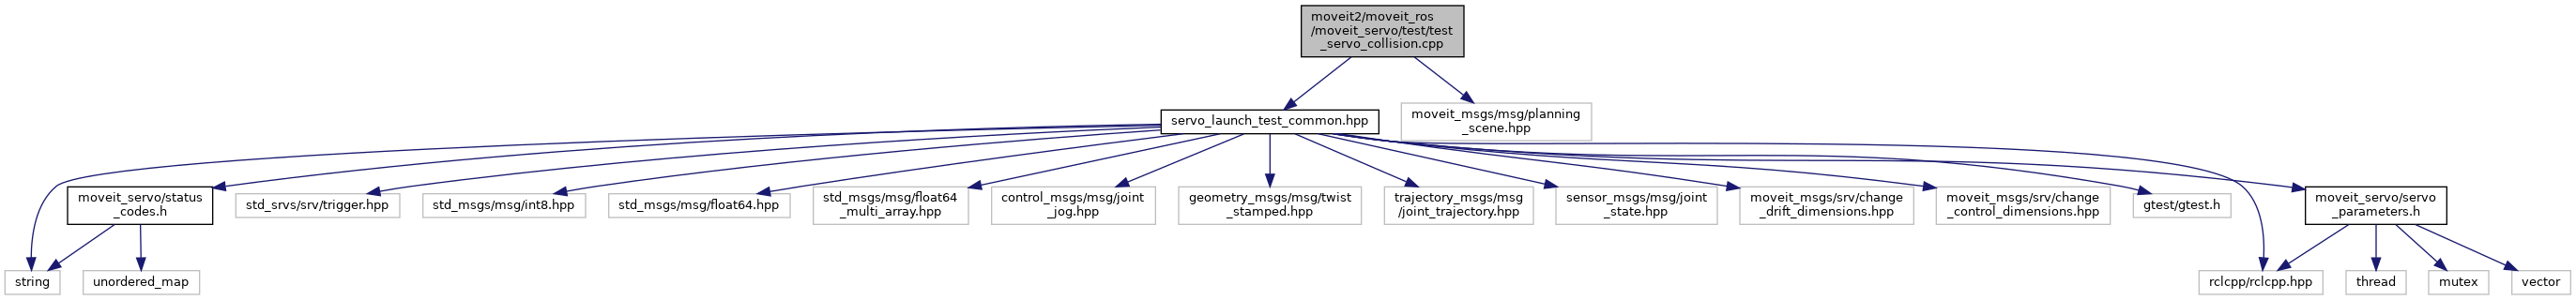 moveit2/moveit_ros
/moveit_servo/test/test
_servo_collision.cpp
servo_launch_test_common.hpp
moveit_msgs/msg/planning
_scene.hpp
moveit_servo/status
_codes.h
std_srvs/srv/trigger.hpp
std_msgs/msg/int8.hpp
std_msgs/msg/float64.hpp
std_msgs/msg/float64
_multi_array.hpp
control_msgs/msg/joint
_jog.hpp
geometry_msgs/msg/twist
_stamped.hpp
trajectory_msgs/msg
/joint_trajectory.hpp
sensor_msgs/msg/joint
_state.hpp
moveit_msgs/srv/change
_drift_dimensions.hpp
moveit_msgs/srv/change
_control_dimensions.hpp
gtest/gtest.h
moveit_servo/servo
_parameters.h
string
unordered_map
rclcpp/rclcpp.hpp
thread
mutex
vector